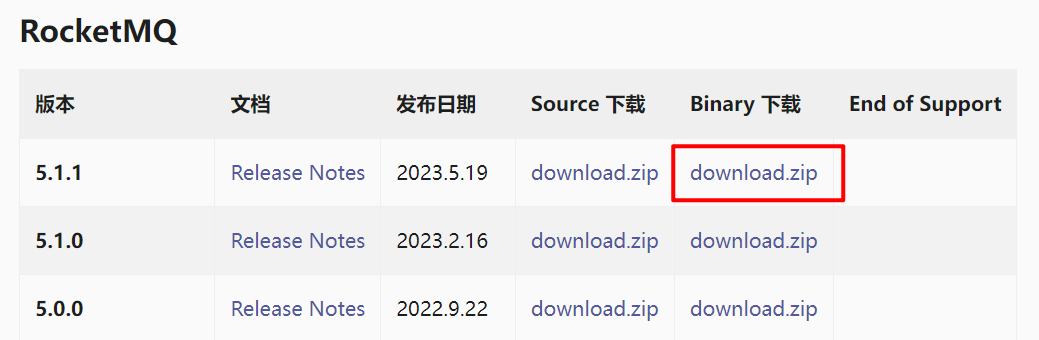 RocketMQ
版本 文档 发布日期 Source 下载 Binary 下载 End of Support
5.1.1 Release Notes 2023.5.19 download.zip download.zip
5.1.0 Release Notes 2023.2.16 download.zip download.zip
5.0.0 Release Notes 2022.9.22 download.zip download.zip